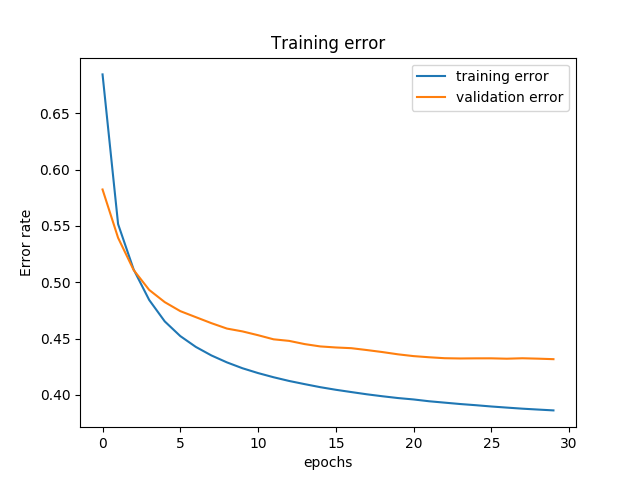 Training error
training error
validation error
Error rate
0.65
0.60
0.55
0.50
0.45
0.40
0 5 10 15 20 25 30
epochs